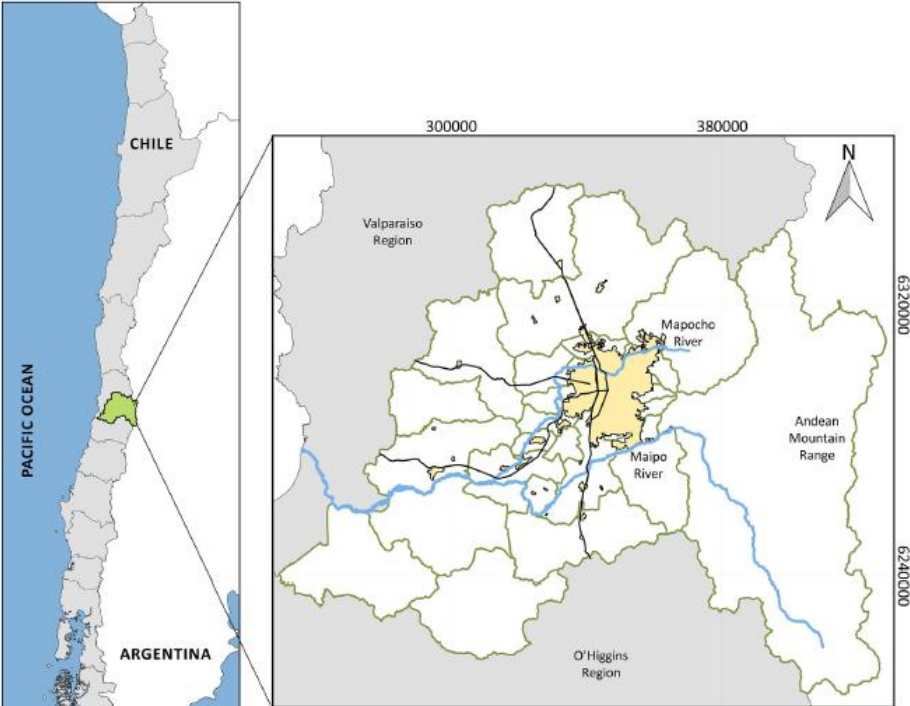 CHILE
PACIFIC OCEAN
ARGENTINA
300000
380000
N
Valparaiso
Region
6320000
Mapocho
River
Andean
Mountain
Range
Maipo
River
6240000
O'Higgins
Region